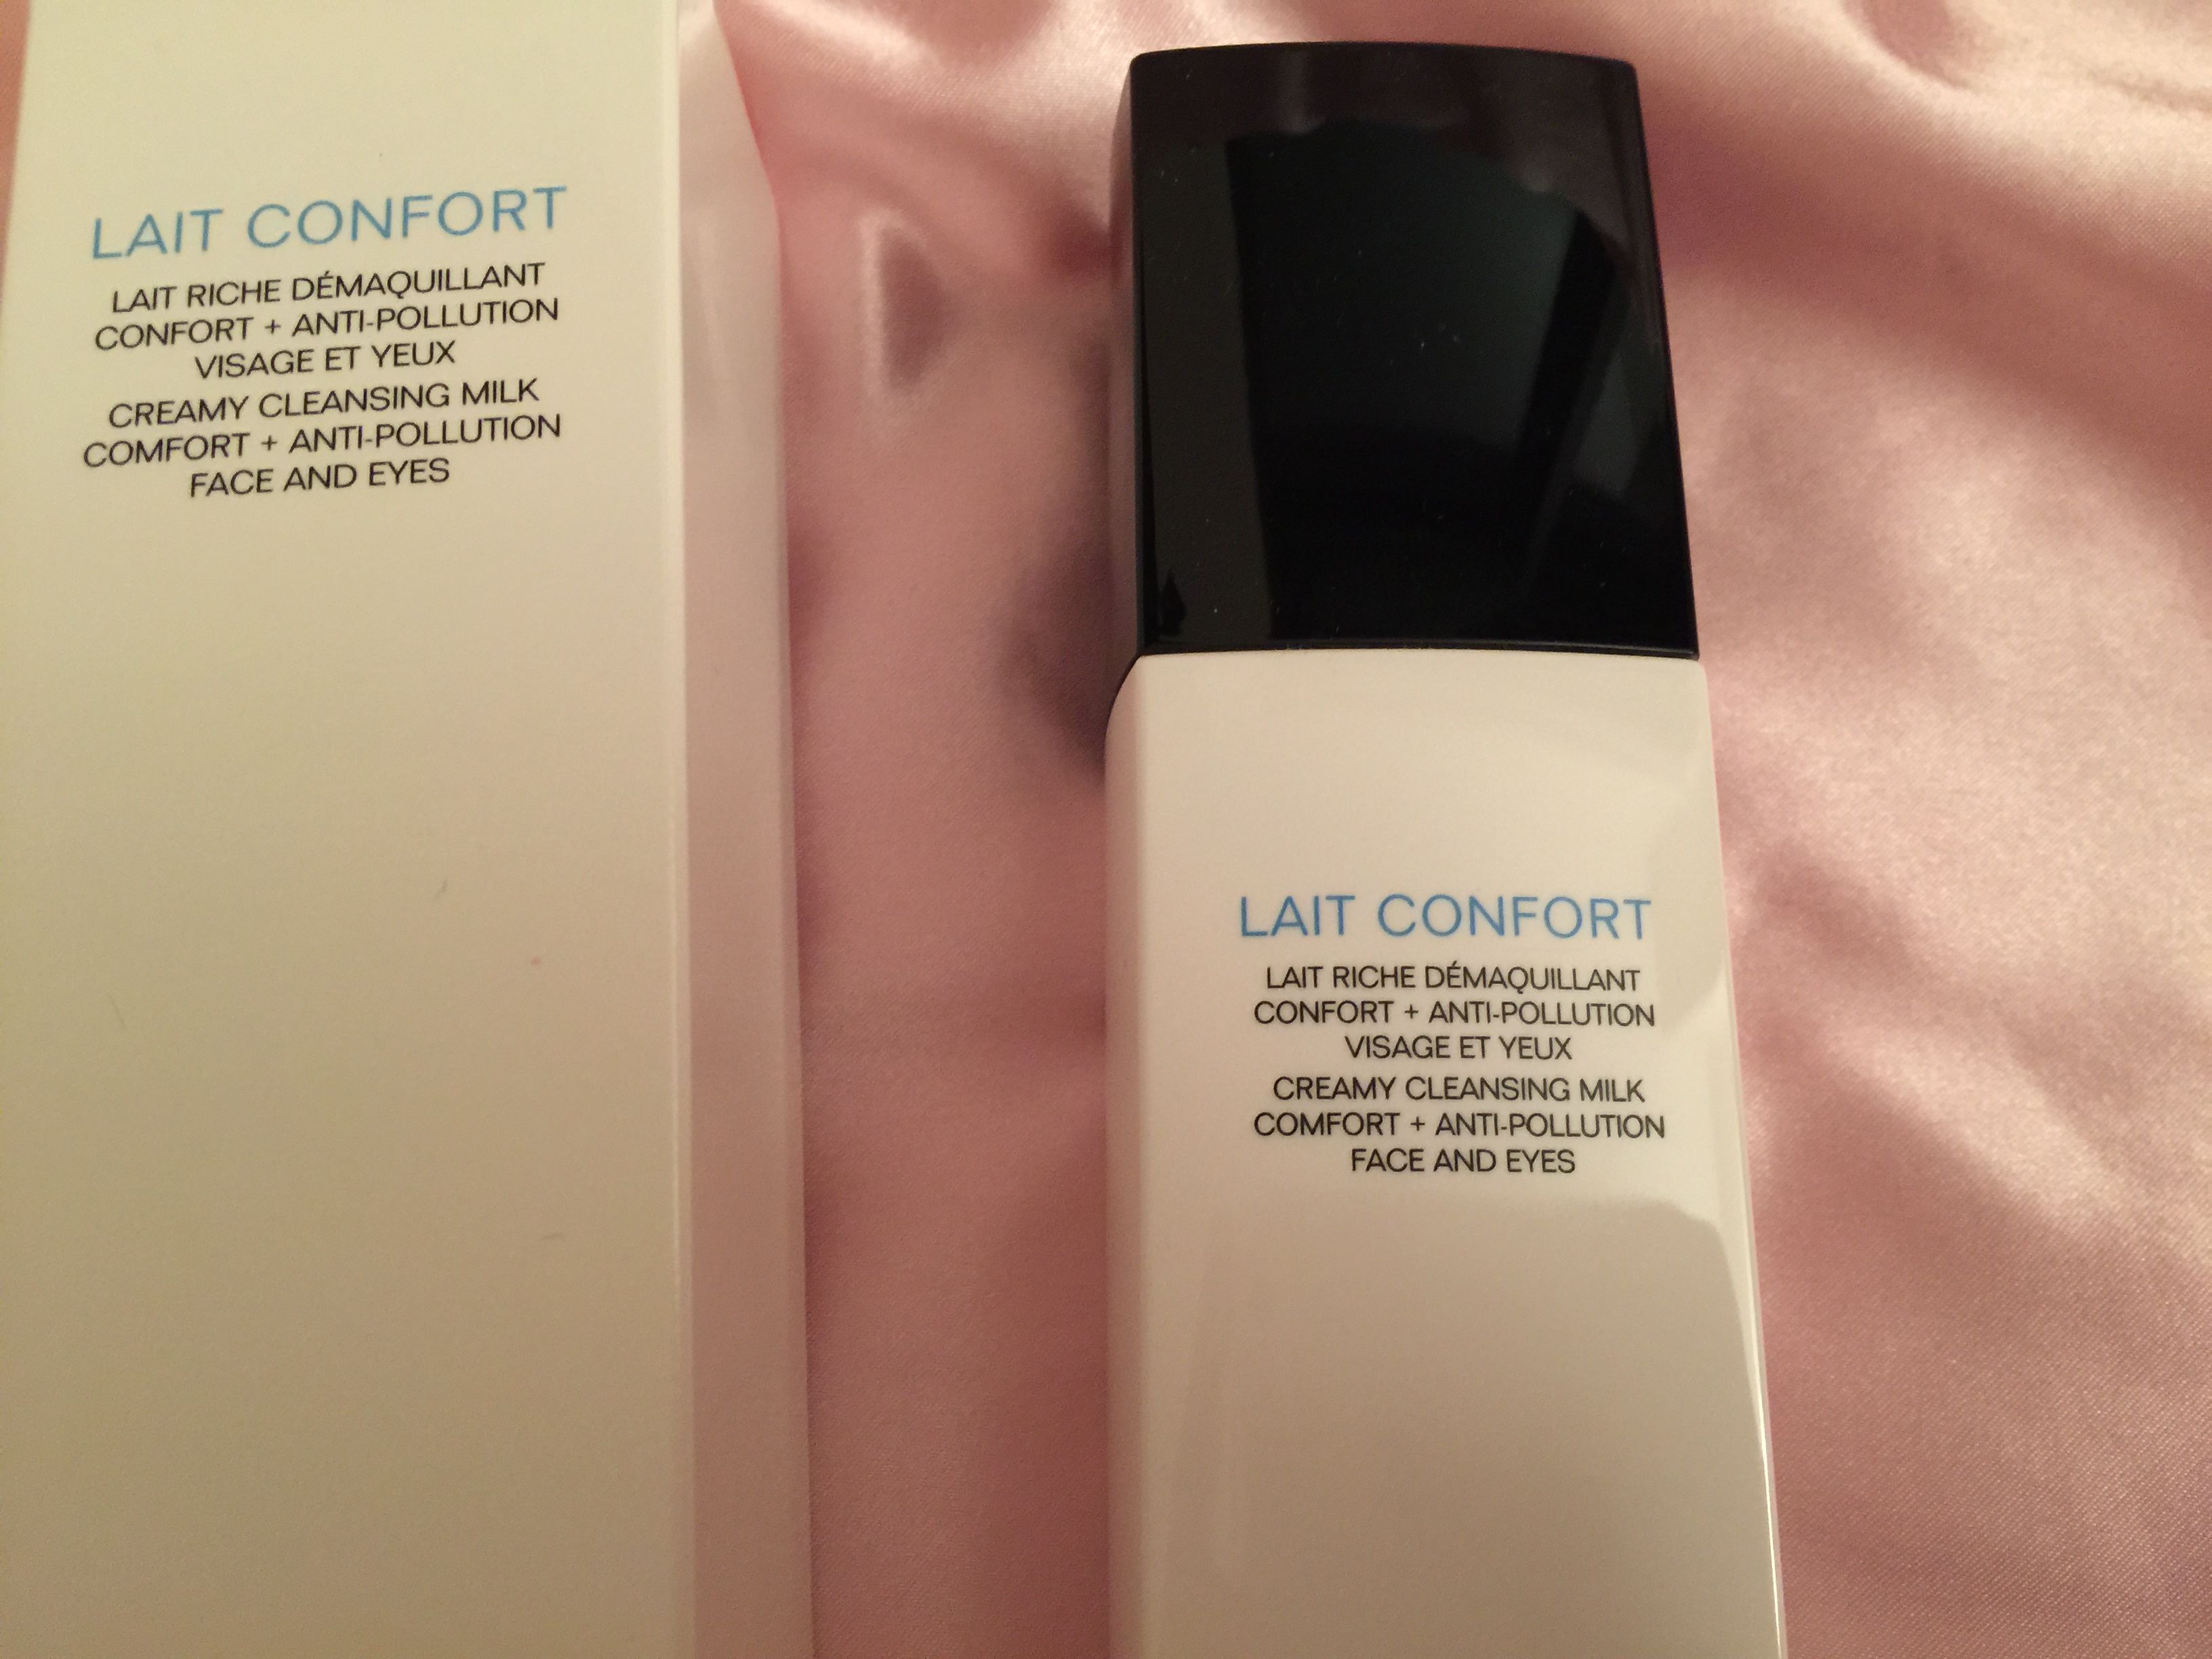 LAIT CONFORT
LAIT RICHE DÉMAQUILLANT
CONFORT + ANTI-POLLUTION
VISAGE ET YEUX
CREAMY CLEANSING MILK
COMFORT + ANTI-POLLUTION
FACE AND EYES
LAIT CONFORT
LAIT RICHE DÉMAQUILLANT
CONFORT + ANTI-POLLUTION
VISAGE ET YEUX
CREAMY CLEANSING MILK
COMFORT + ANTI-POLLUTION
FACE AND EYES